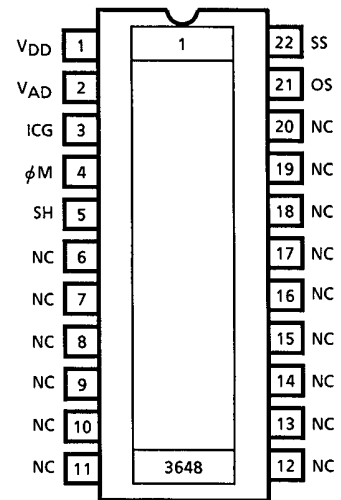 V_DD 1 1 22 SS
V_AD 2 21 OS
ICG 3 20 NC
ϕM 4 19 NC
SH 5 18 NC
NC 6 17 NC
NC 7 16 NC
NC 8 15 NC
NC 9 14 NC
NC 10 13 NC
NC 11 3648 12 NC